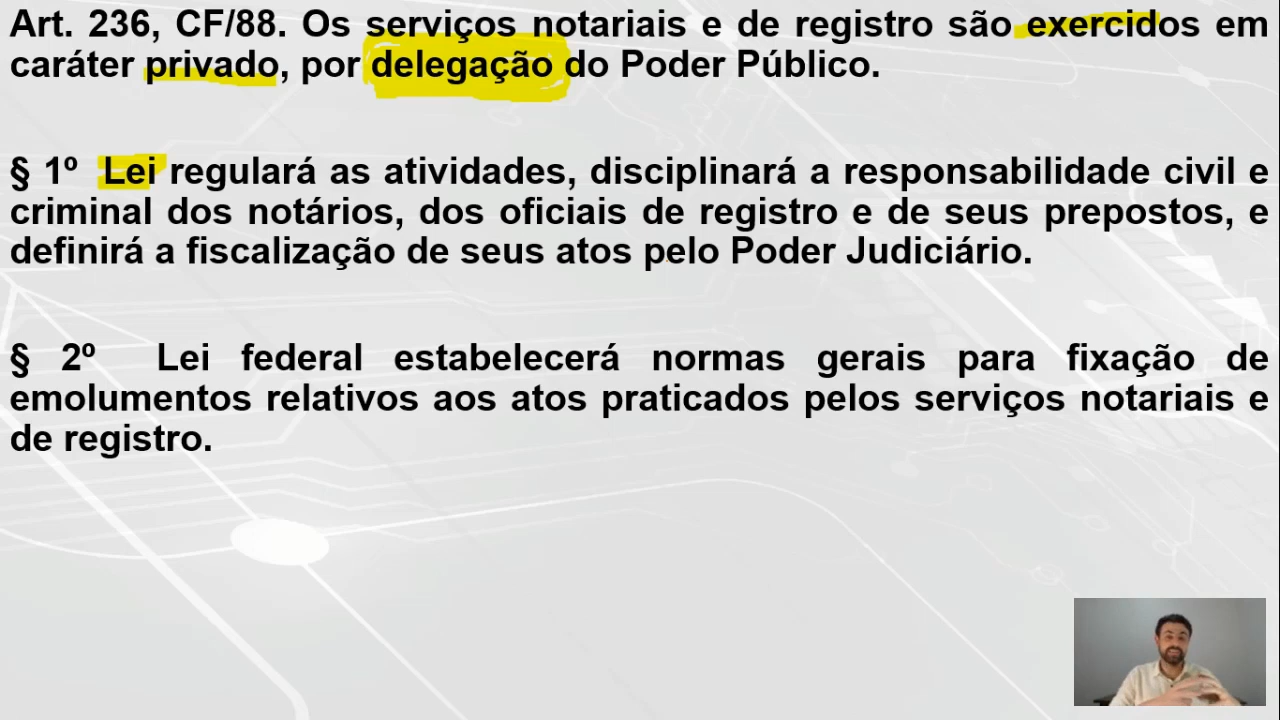 Art. 236, CF/88. Os serviços notariais e de registro são exercidos em
caráter privado, por delegação do Poder Público.
§ 1º Lei regulará as atividades, disciplinará a responsabilidade civil e
criminal dos notários, dos oficiais de registro e de seus prepostos, e
definirá a fiscalização de seus atos pelo Poder Judiciário.
§ 2º Lei federal estabelecerá normas gerais para fixação de
emolumentos relativos aos atos praticados pelos serviços notariais e
de registro.